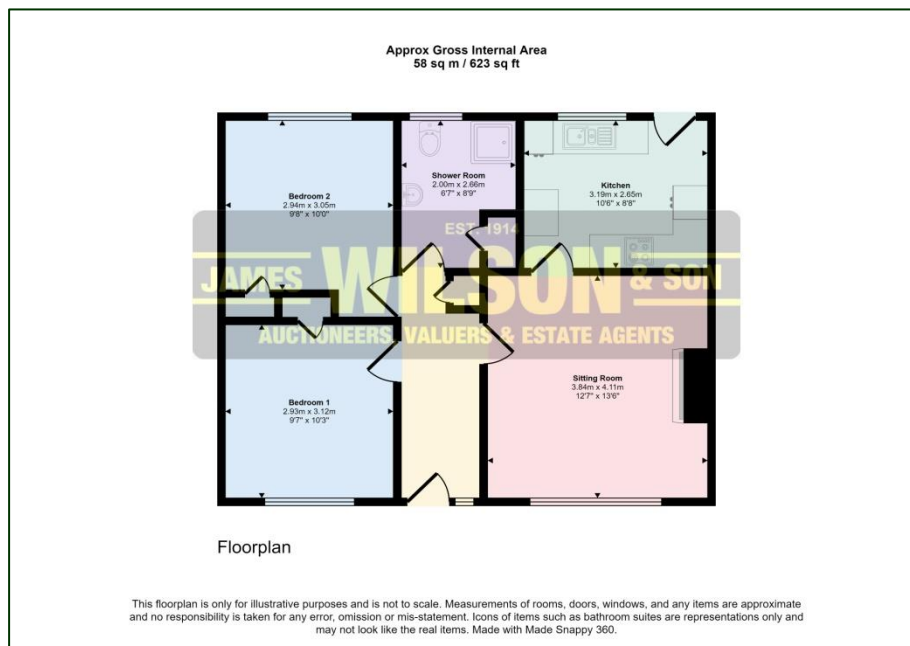 Approx Gross Internal Area
58 sq m / 623 sq ft
Bedroom 2
2.94m x 3.05m
9'8" x 10'0"
Shower Room
2.00m x 2.66m
6'7" x 8'9"
Kitchen
3.19m x 2.65m
10'6" x 8'8"
EST. 1914
JAMES WILSON & SON
AUCTIONEERS, VALUERS & ESTATE AGENTS
Bedroom 1
2.93m x 3.12m
9'7" x 10'3"
Sitting Room
3.84m x 4.11m
12'7" x 13'6"
Floorplan
This floorplan is only for illustrative purposes and is not to scale. Measurements of rooms, doors, windows, and any items are approximate
and no responsibility is taken for any error, omission or mis-statement. Icons of items such as bathroom suites are representations only and
may not look like the real items. Made with Made Snappy 360.